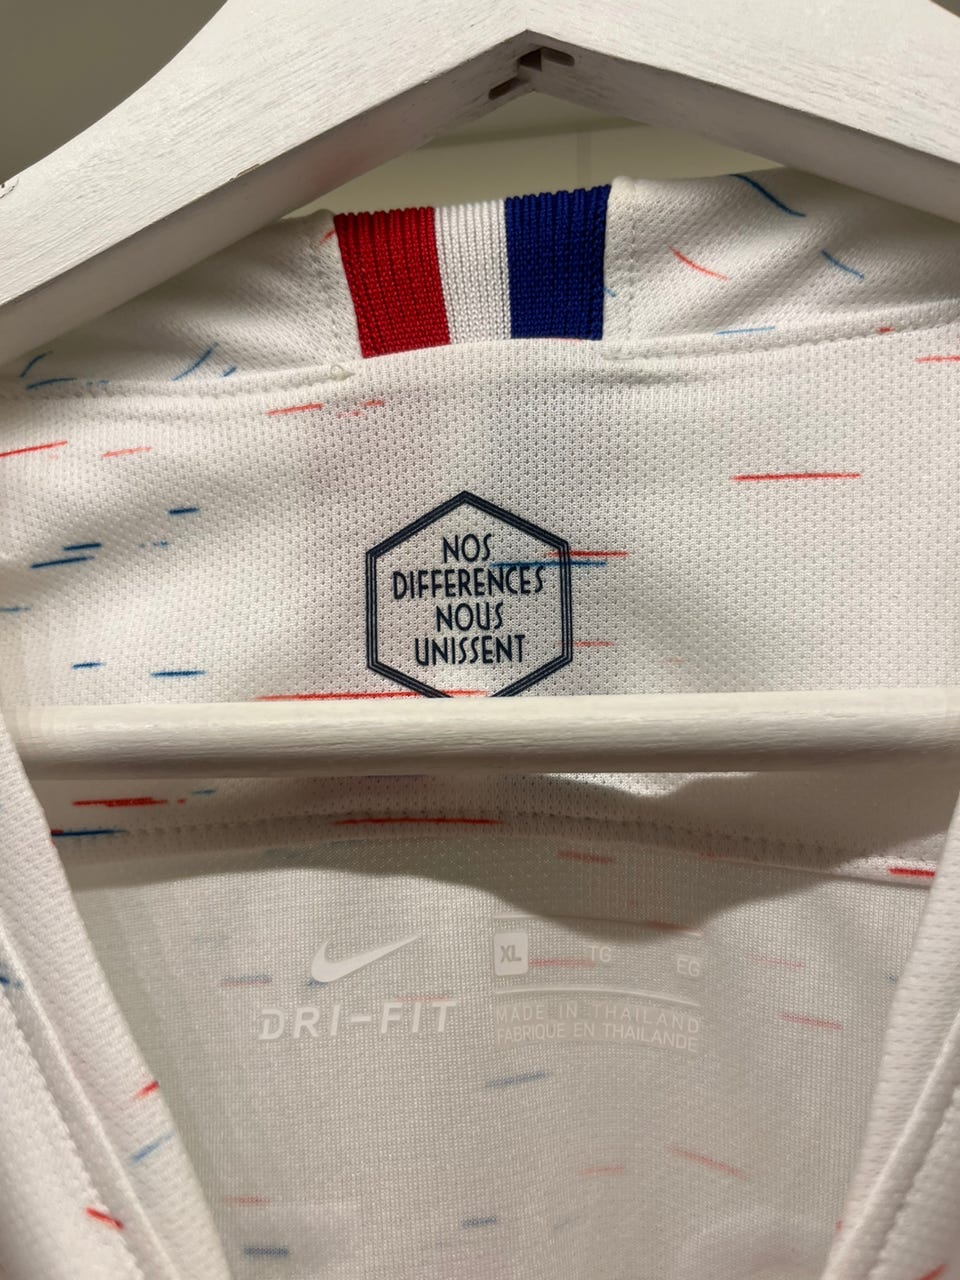 NOS
DIFFERENCES
NOUS
UNISSENT
XL TG EG
DRI-FIT
MADE IN THAILAND
FABRIQUE EN THAILANDE